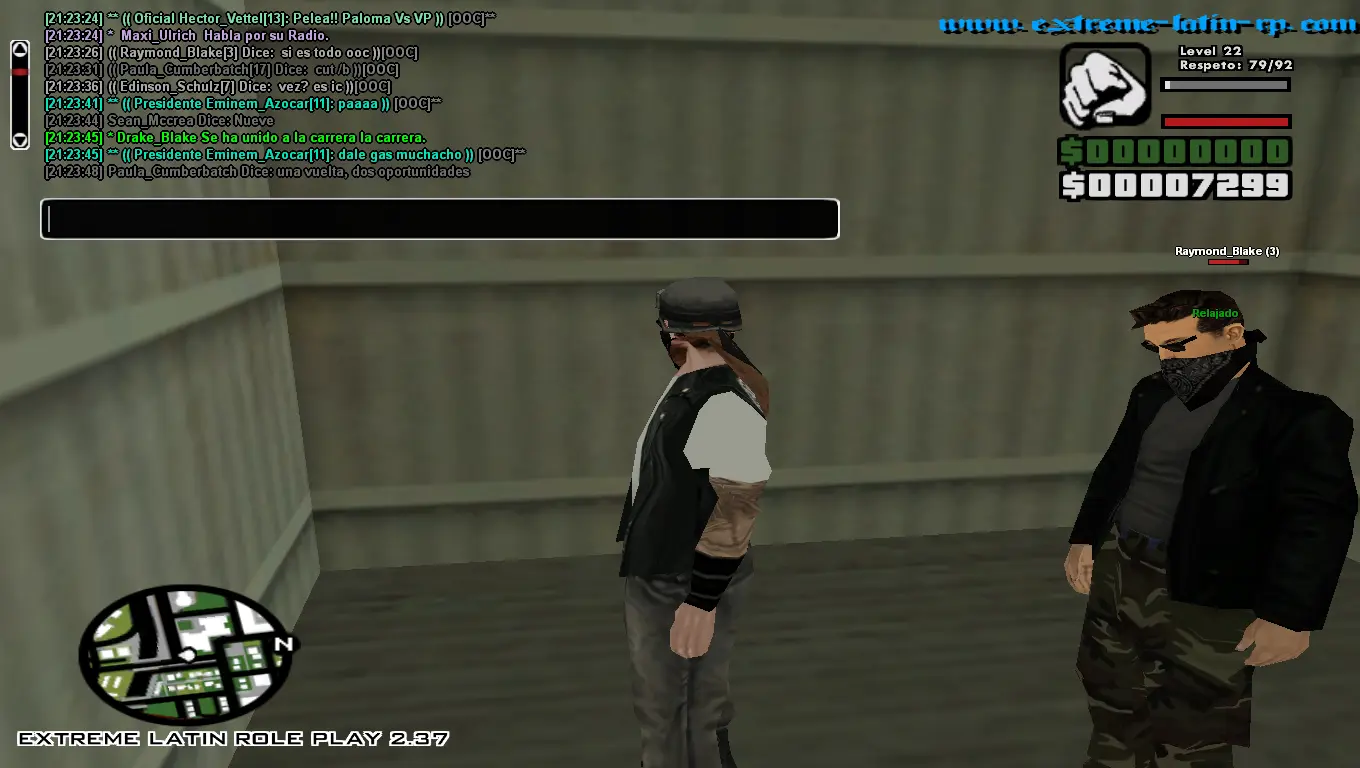 [21:23:24] ** (( Oficial Hector_Vettel[13]: Pelea!! Paloma Vs VP )) [OOC]**
[21:23:24] *  Maxi_Ulrich  Habla por su Radio.
[21:23:26] (( Raymond_Blake[3] Dice:  si es todo ooc ))[OOC]
[21:23:31] (( Paula_Cumberbatch[17] Dice:  cut /b ))[OOC]
[21:23:36] (( Edinson_Schulz[7] Dice:  vez? es ic ))[OOC]
[21:23:41] ** (( Presidente Eminem_Azocar[11]: paaaa )) [OOC]**
[21:23:44] Sean_Mccrea Dice: Nueve
[21:23:45] * Drake_Blake Se ha unido a la carrera la carrera.
[21:23:45] ** (( Presidente Eminem_Azocar[11]: dale gas muchacho )) [OOC]**
[21:23:48] Paula_Cumberbatch Dice: una vuelta, dos oportunidades
www.extreme-latin-rp.com
Level 22
Respeto: 79/92
$00000000
$00007299
Raymond_Blake (3)
Relajado
N
EXTREME LATIN ROLE PLAY 2.37